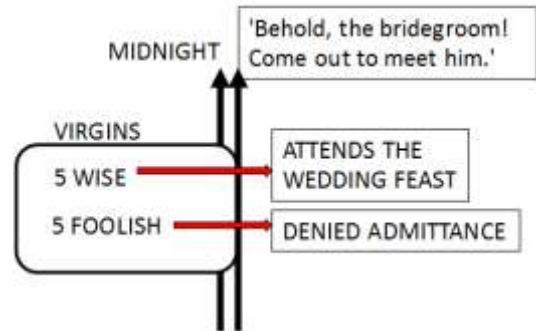 'Behold, the bridegroom!
Come out to meet him.'
MIDNIGHT
VIRGINS
5 WISE
ATTENDS THE
WEDDING FEAST
5 FOOLISH
DENIED ADMITTANCE